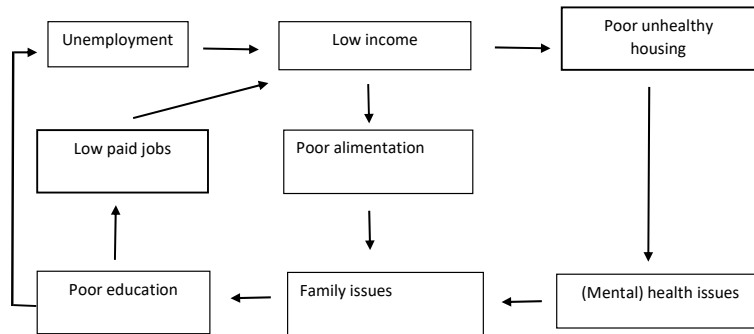 Unemployment
Low income
Poor unhealthy
housing
Low paid jobs
Poor alimentation
Poor education
Family issues
(Mental) health issues